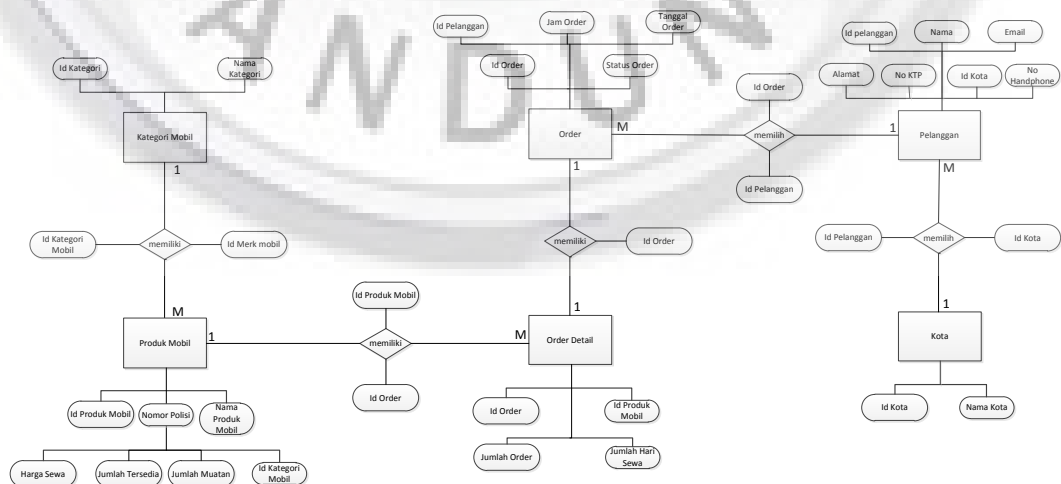 ANDUN
Id Pelanggan
Jam Order
Tanggal
Order
Id Order
Status Order
Id pelanggan
Nama
Email
Alamat
No KTP
Id Kota
No
Handphone
Id Kategori
Nama
Kategori
Kategori Mobil
Order
M
Id Order
memilih
Id Pelanggan
1
Pelanggan
1
1
M
Id Kategori
Mobil
memiliki
Id Merk mobil
memiliki
Id Order
Id Pelanggan
memilih
Id Kota
M
Produk Mobil
1
Id Produk Mobil
memiliki
Id Order
M
1
Order Detail
1
Kota
Id Produk Mobil
Nomor Polisi
Nama
Produk
Mobil
Id Order
Id Produk
Mobil
Id Kota
Nama Kota
Harga Sewa
Jumlah Tersedia
Jumlah Muatan
Id Kategori
Mobil
Jumlah Order
Jumlah Hari
Sewa